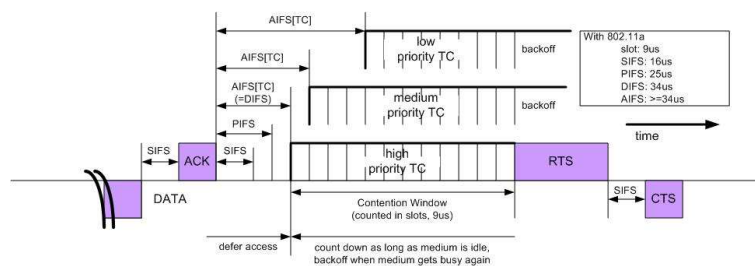 AIFS[TC]
low
priority TC
backoff
With 802.11a
slot: 9us
SIFS: 16us
PIFS: 25us
DIFS: 34us
AIFS: >=34us
AIFS[TC]
AIFS[TC]
(=DIFS)
medium
priority TC
backoff
PIFS
time
SIFS
ACK
SIFS
high
priority TC
RTS
DATA
Contention Window
(counted in slots, 9us)
SIFS
CTS
defer access
count down as long as medium is idle,
backoff when medium gets busy again